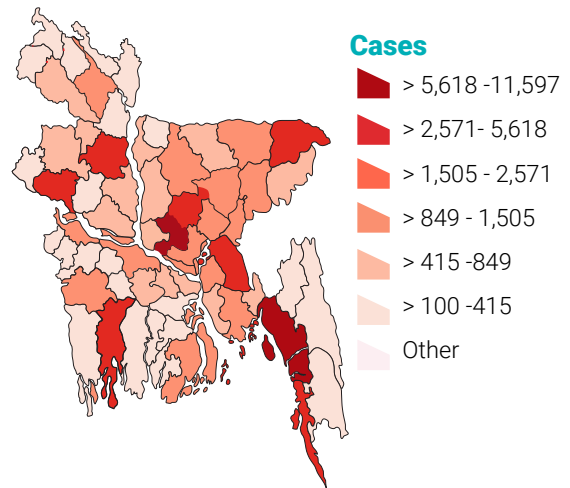 Cases
> 5,618 -11,597
> 2,571- 5,618
> 1,505 - 2,571
> 849 - 1,505
> 415 -849
> 100 -415
Other